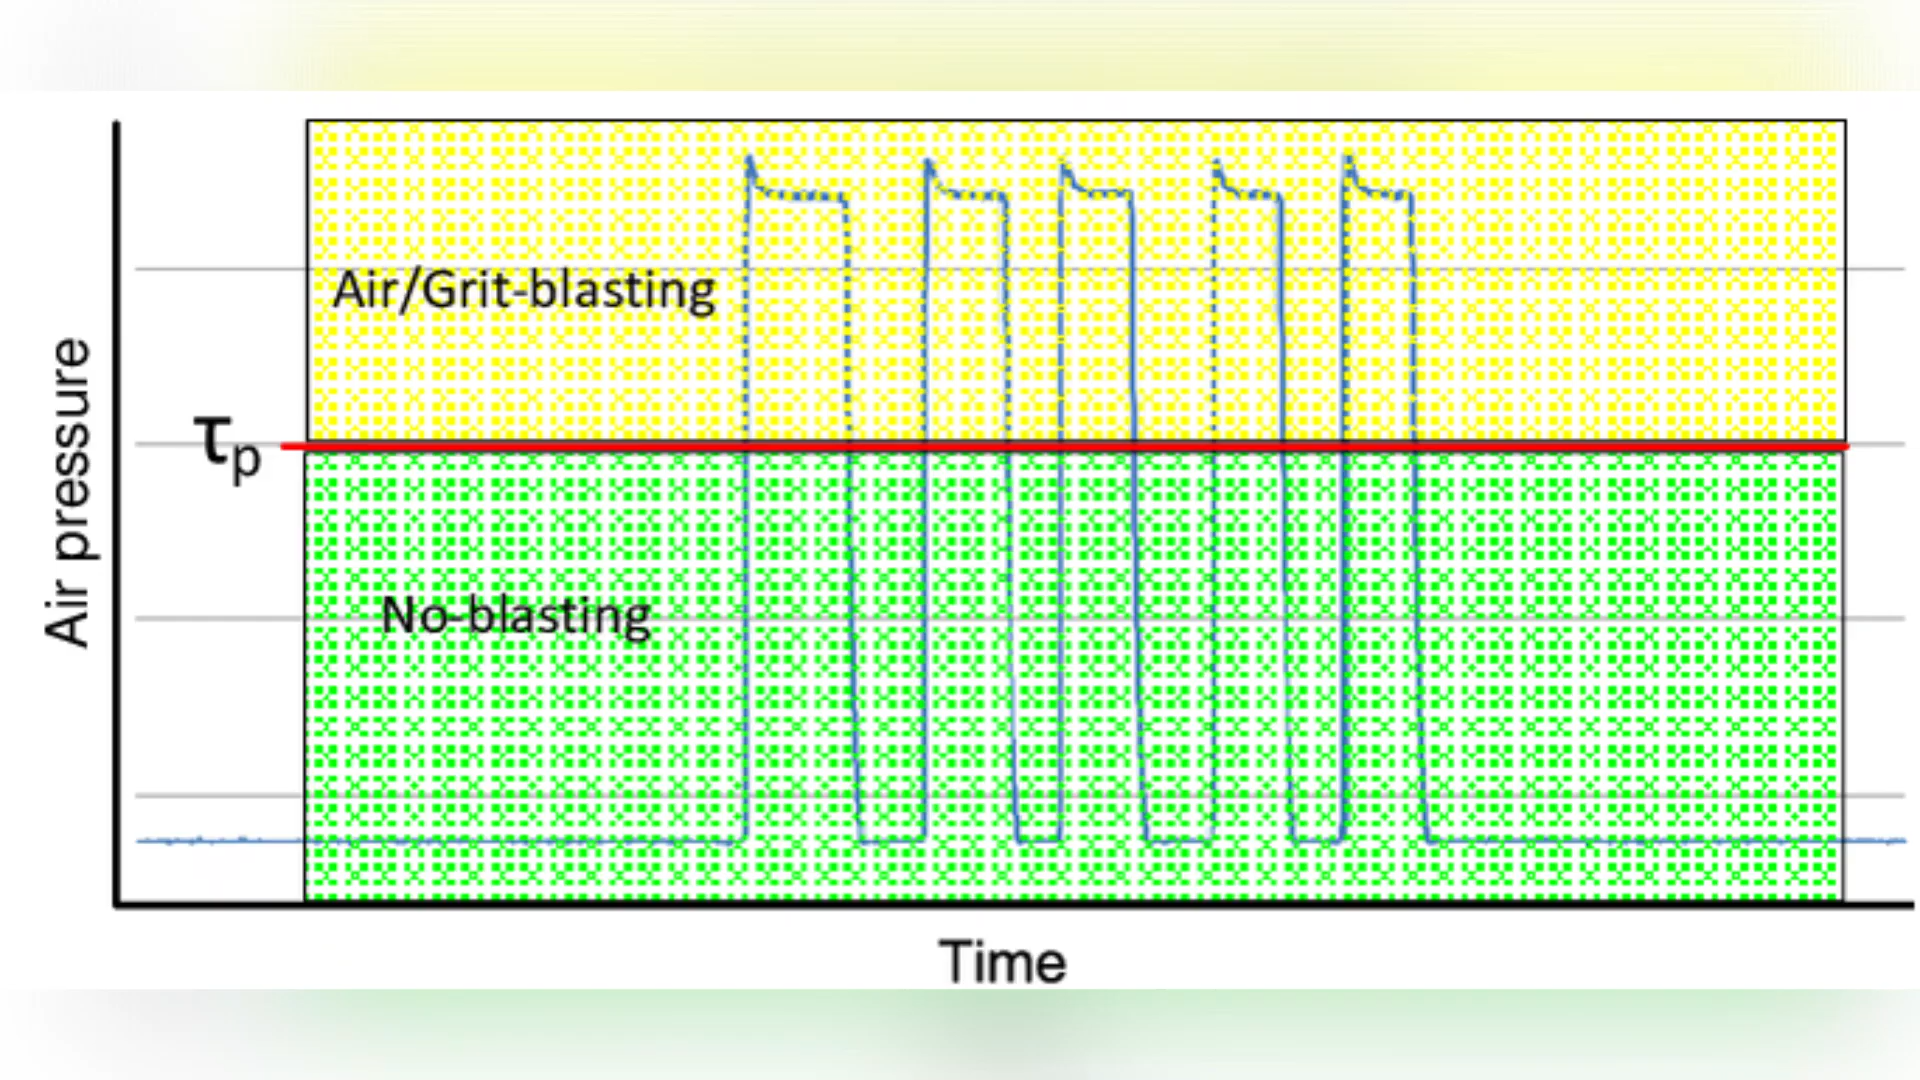 Air/Grit-blasting
Air pressure
τp
No-blasting
Time